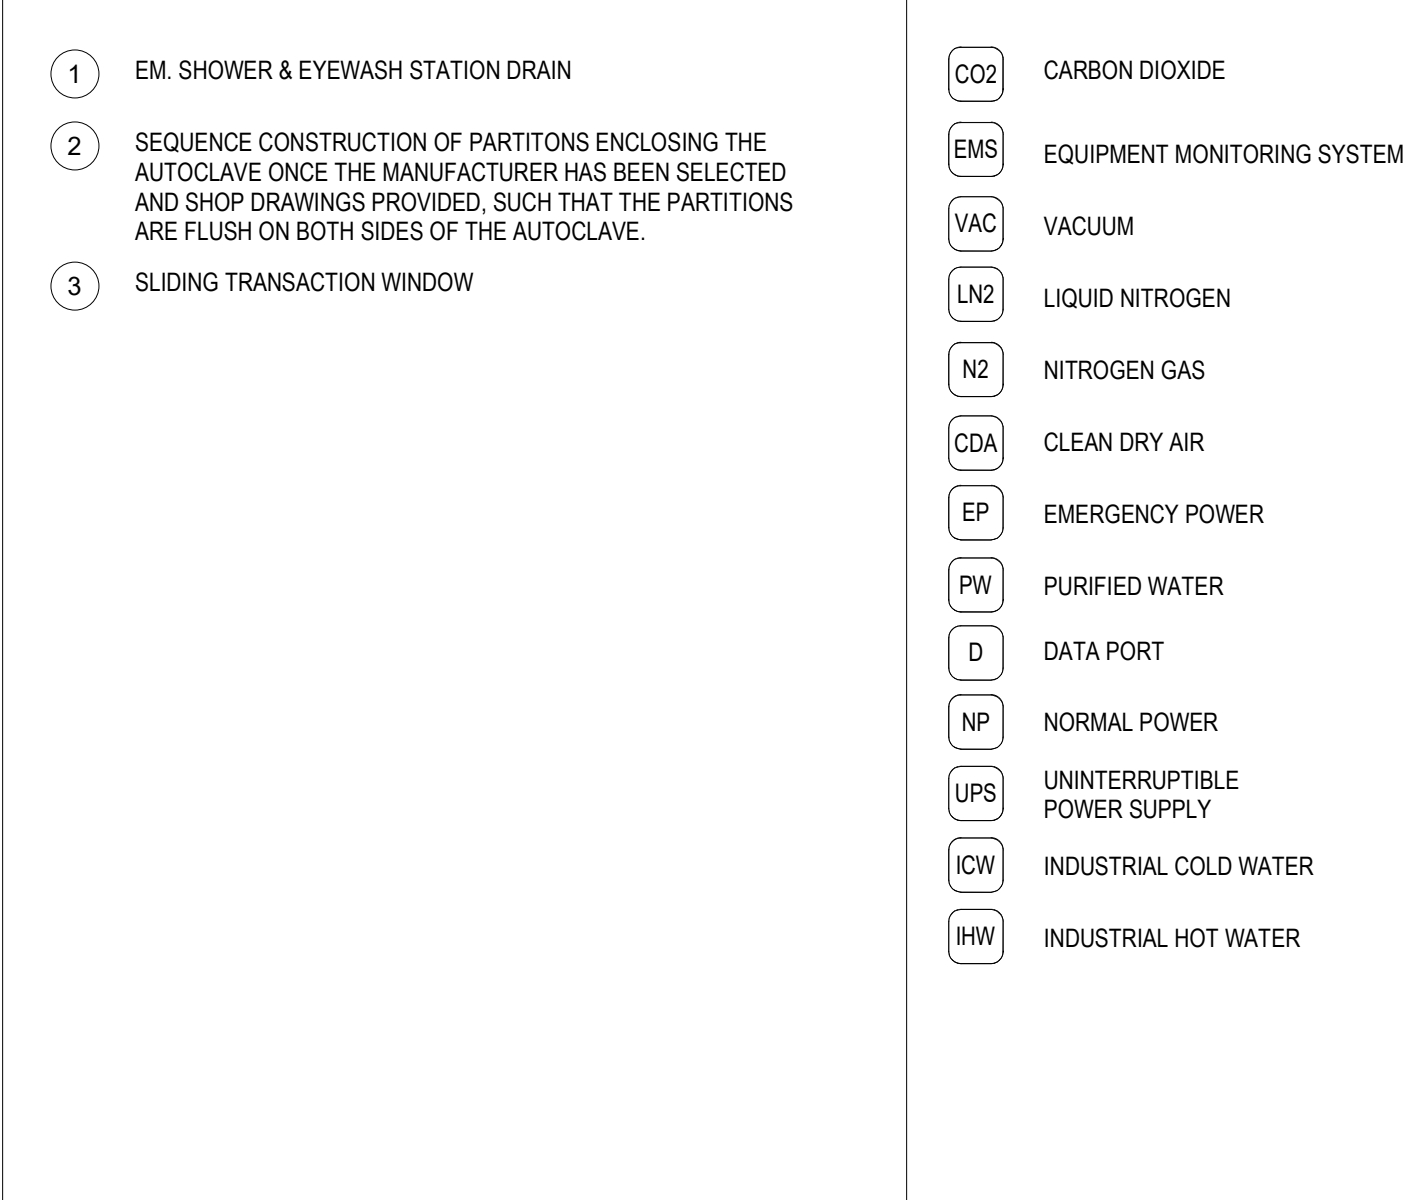 1 EM. SHOWER & EYEWASH STATION DRAIN
2 SEQUENCE CONSTRUCTION OF PARTITONS ENCLOSING THE
AUTOCLAVE ONCE THE MANUFACTURER HAS BEEN SELECTED
AND SHOP DRAWINGS PROVIDED, SUCH THAT THE PARTITIONS
ARE FLUSH ON BOTH SIDES OF THE AUTOCLAVE.
3 SLIDING TRANSACTION WINDOW
CO2 CARBON DIOXIDE
EMS EQUIPMENT MONITORING SYSTEM
VAC VACUUM
LN2 LIQUID NITROGEN
N2 NITROGEN GAS
CDA CLEAN DRY AIR
EP EMERGENCY POWER
PW PURIFIED WATER
D DATA PORT
NP NORMAL POWER
UPS UNINTERRUPTIBLE
POWER SUPPLY
ICW INDUSTRIAL COLD WATER
IHW INDUSTRIAL HOT WATER